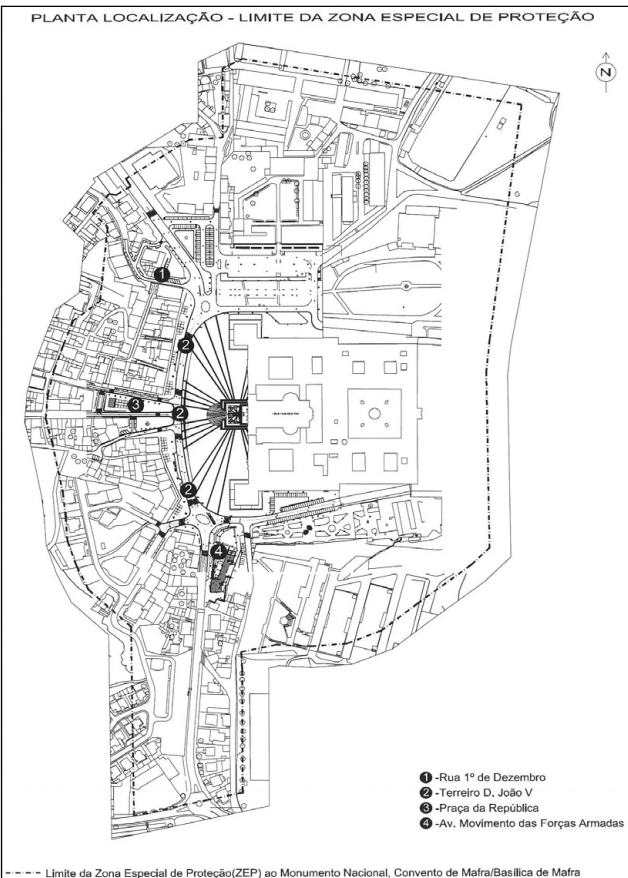 PLANTA LOCALIZAÇÃO - LIMITE DA ZONA ESPECIAL DE PROTEÇÃO
N
1
2
3
2
2
4
1 -Rua 1º de Dezembro
2 -Terreiro D. João V
3 -Praça da República
4 -Av. Movimento das Forças Armadas
Limite da Zona Especial de Proteção(ZEP) ao Monumento Nacional, Convento de Mafra/Basílica de Mafra